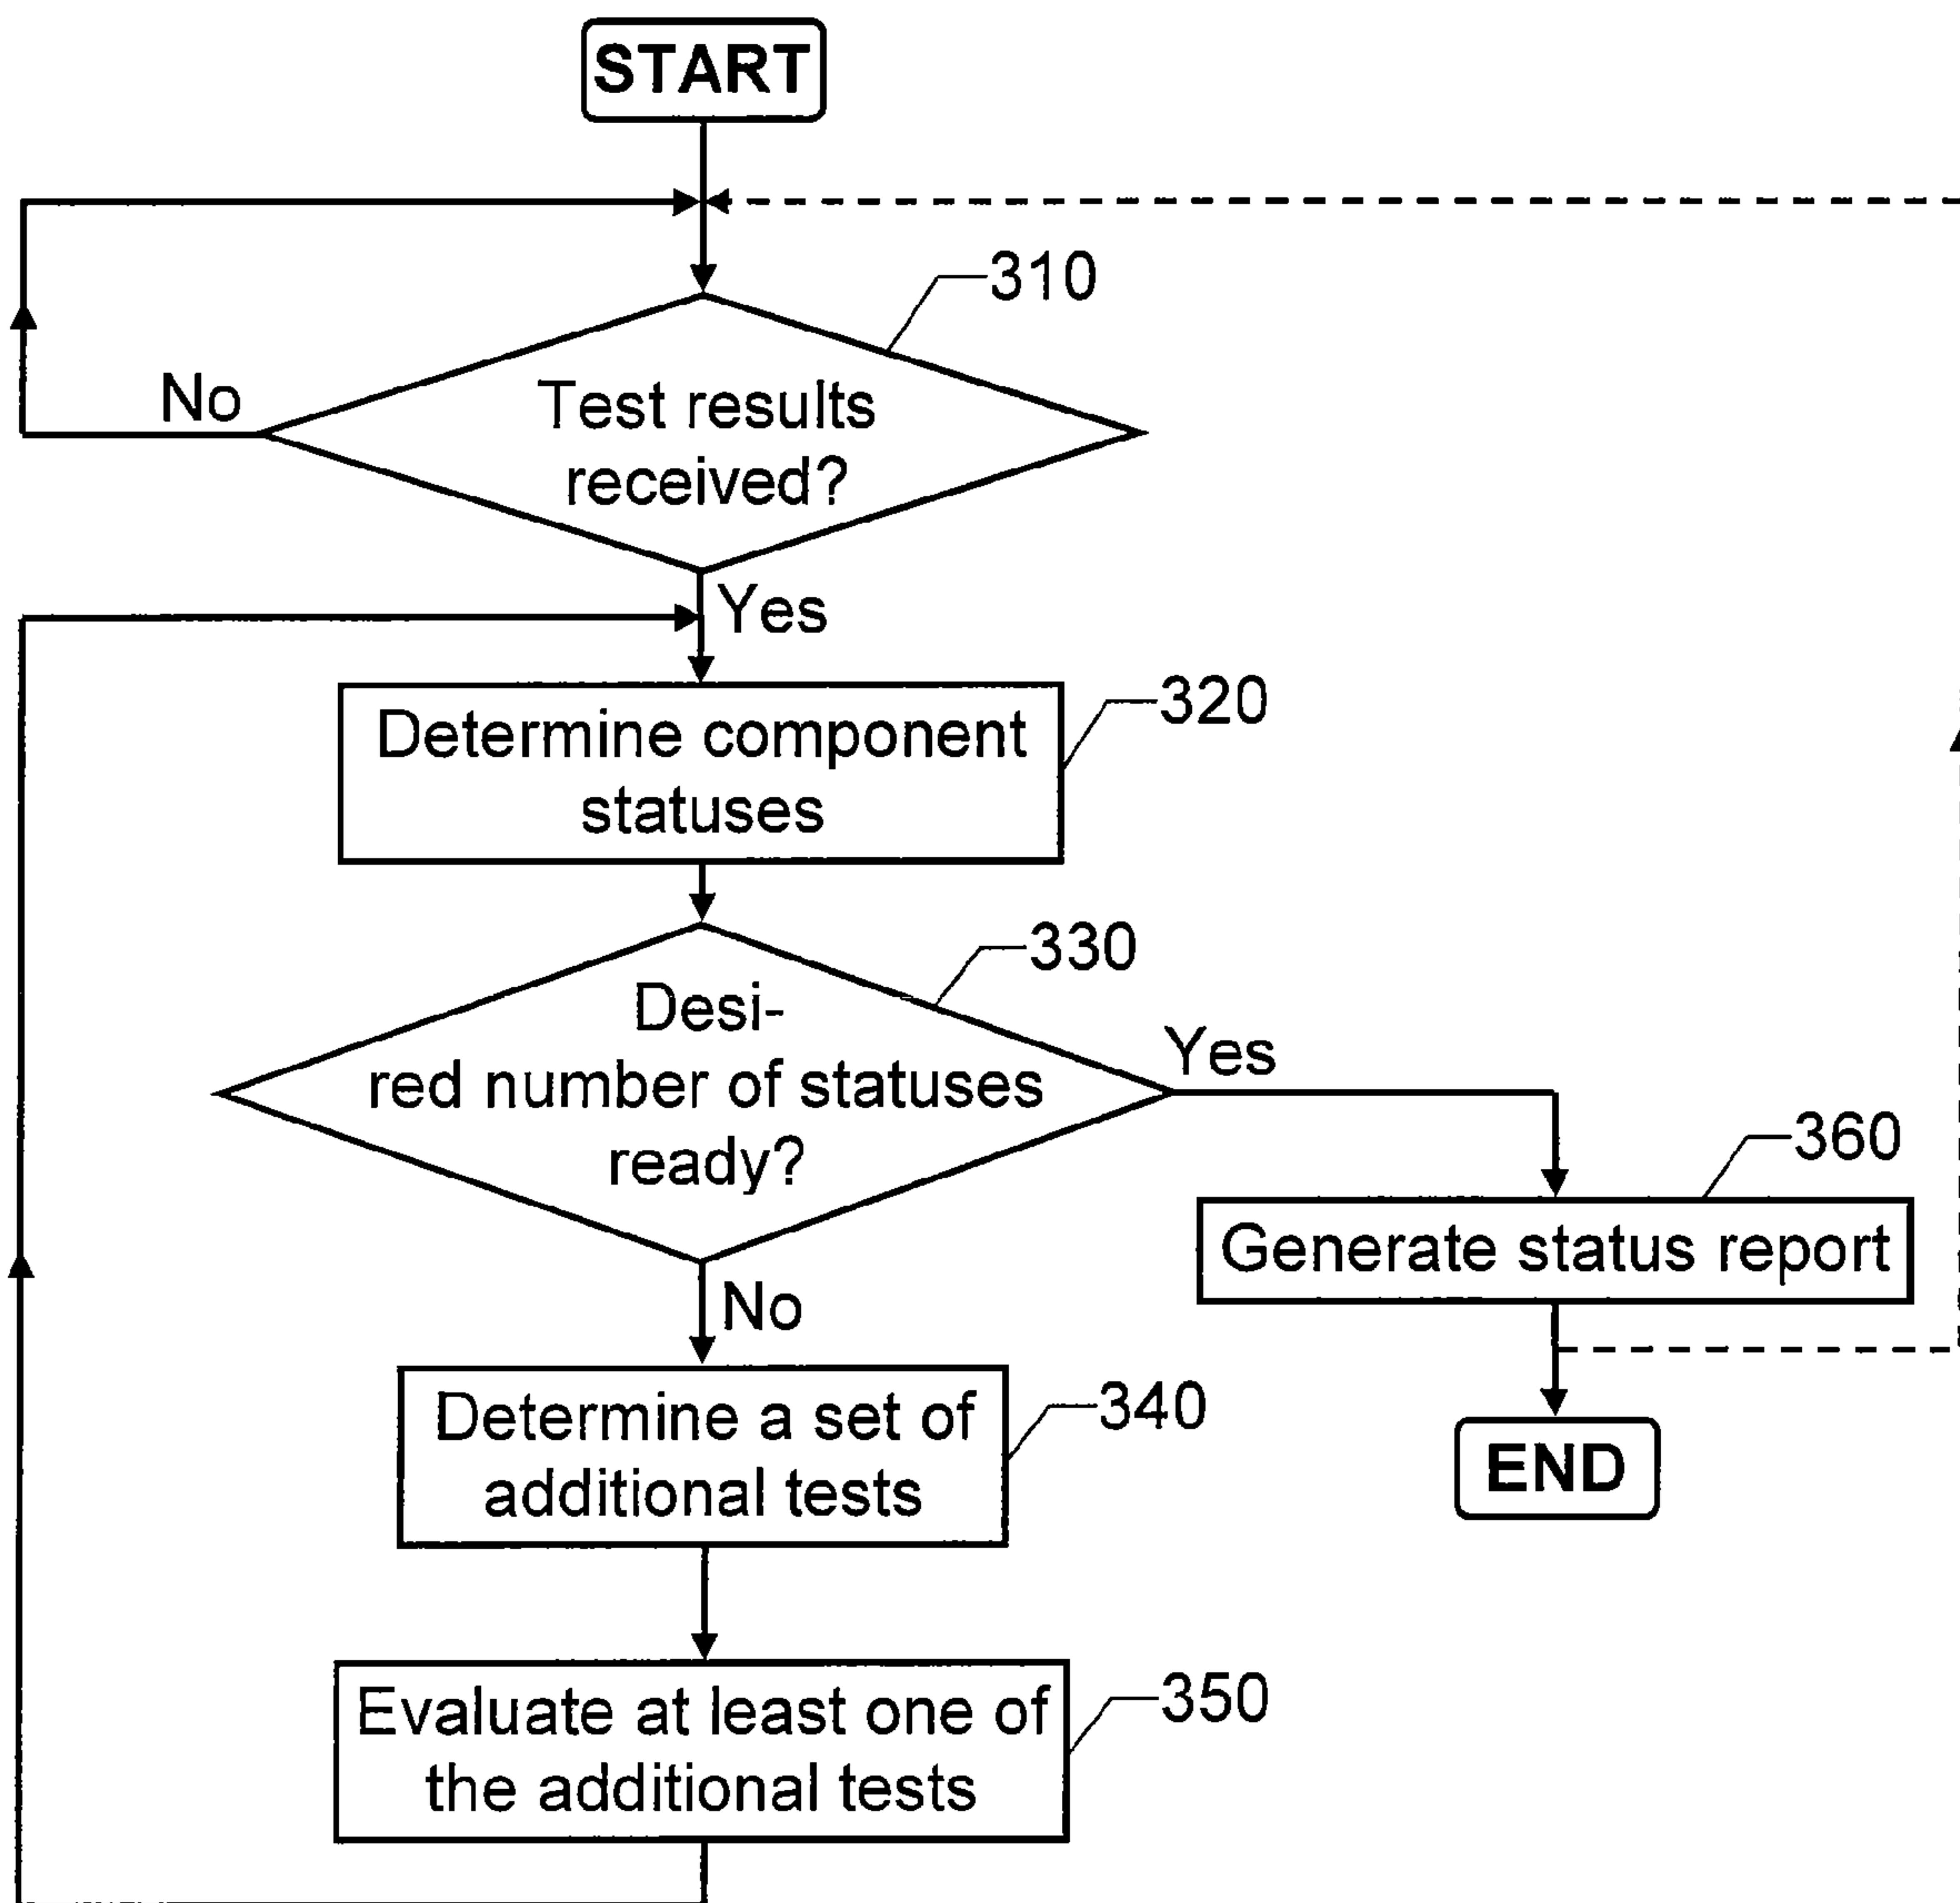 START
310
No
Test results
received?
Yes
320
Determine component
statuses
330
Desi-
red number of statuses
ready?
Yes
360
Generate status report
No
340
Determine a set of
additional tests
END
350
Evaluate at least one of
the additional tests